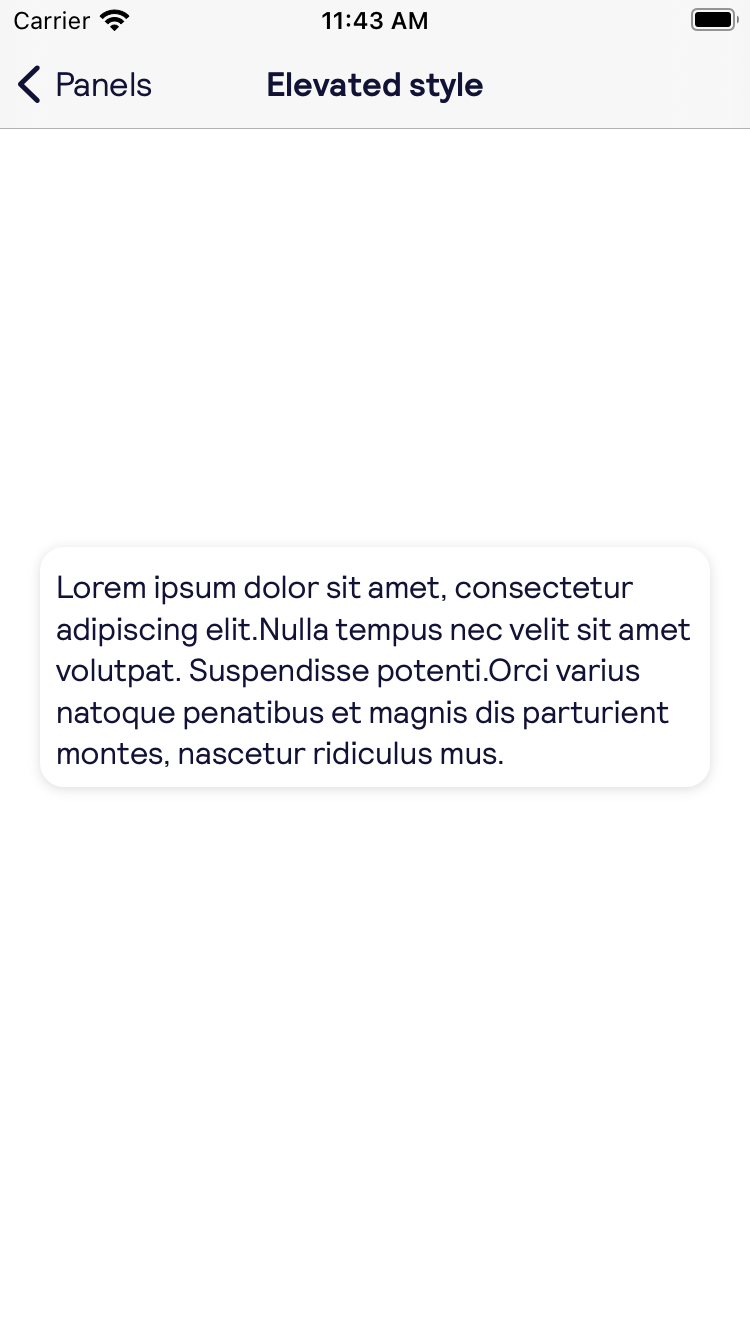 Carrier 11:43 AM
Panels Elevated style
Lorem ipsum dolor sit amet, consectetur
adipiscing elit.Nulla tempus nec velit sit amet
volutpat. Suspendisse potenti.Orci varius
natoque penatibus et magnis dis parturient
montes, nascetur ridiculus mus.